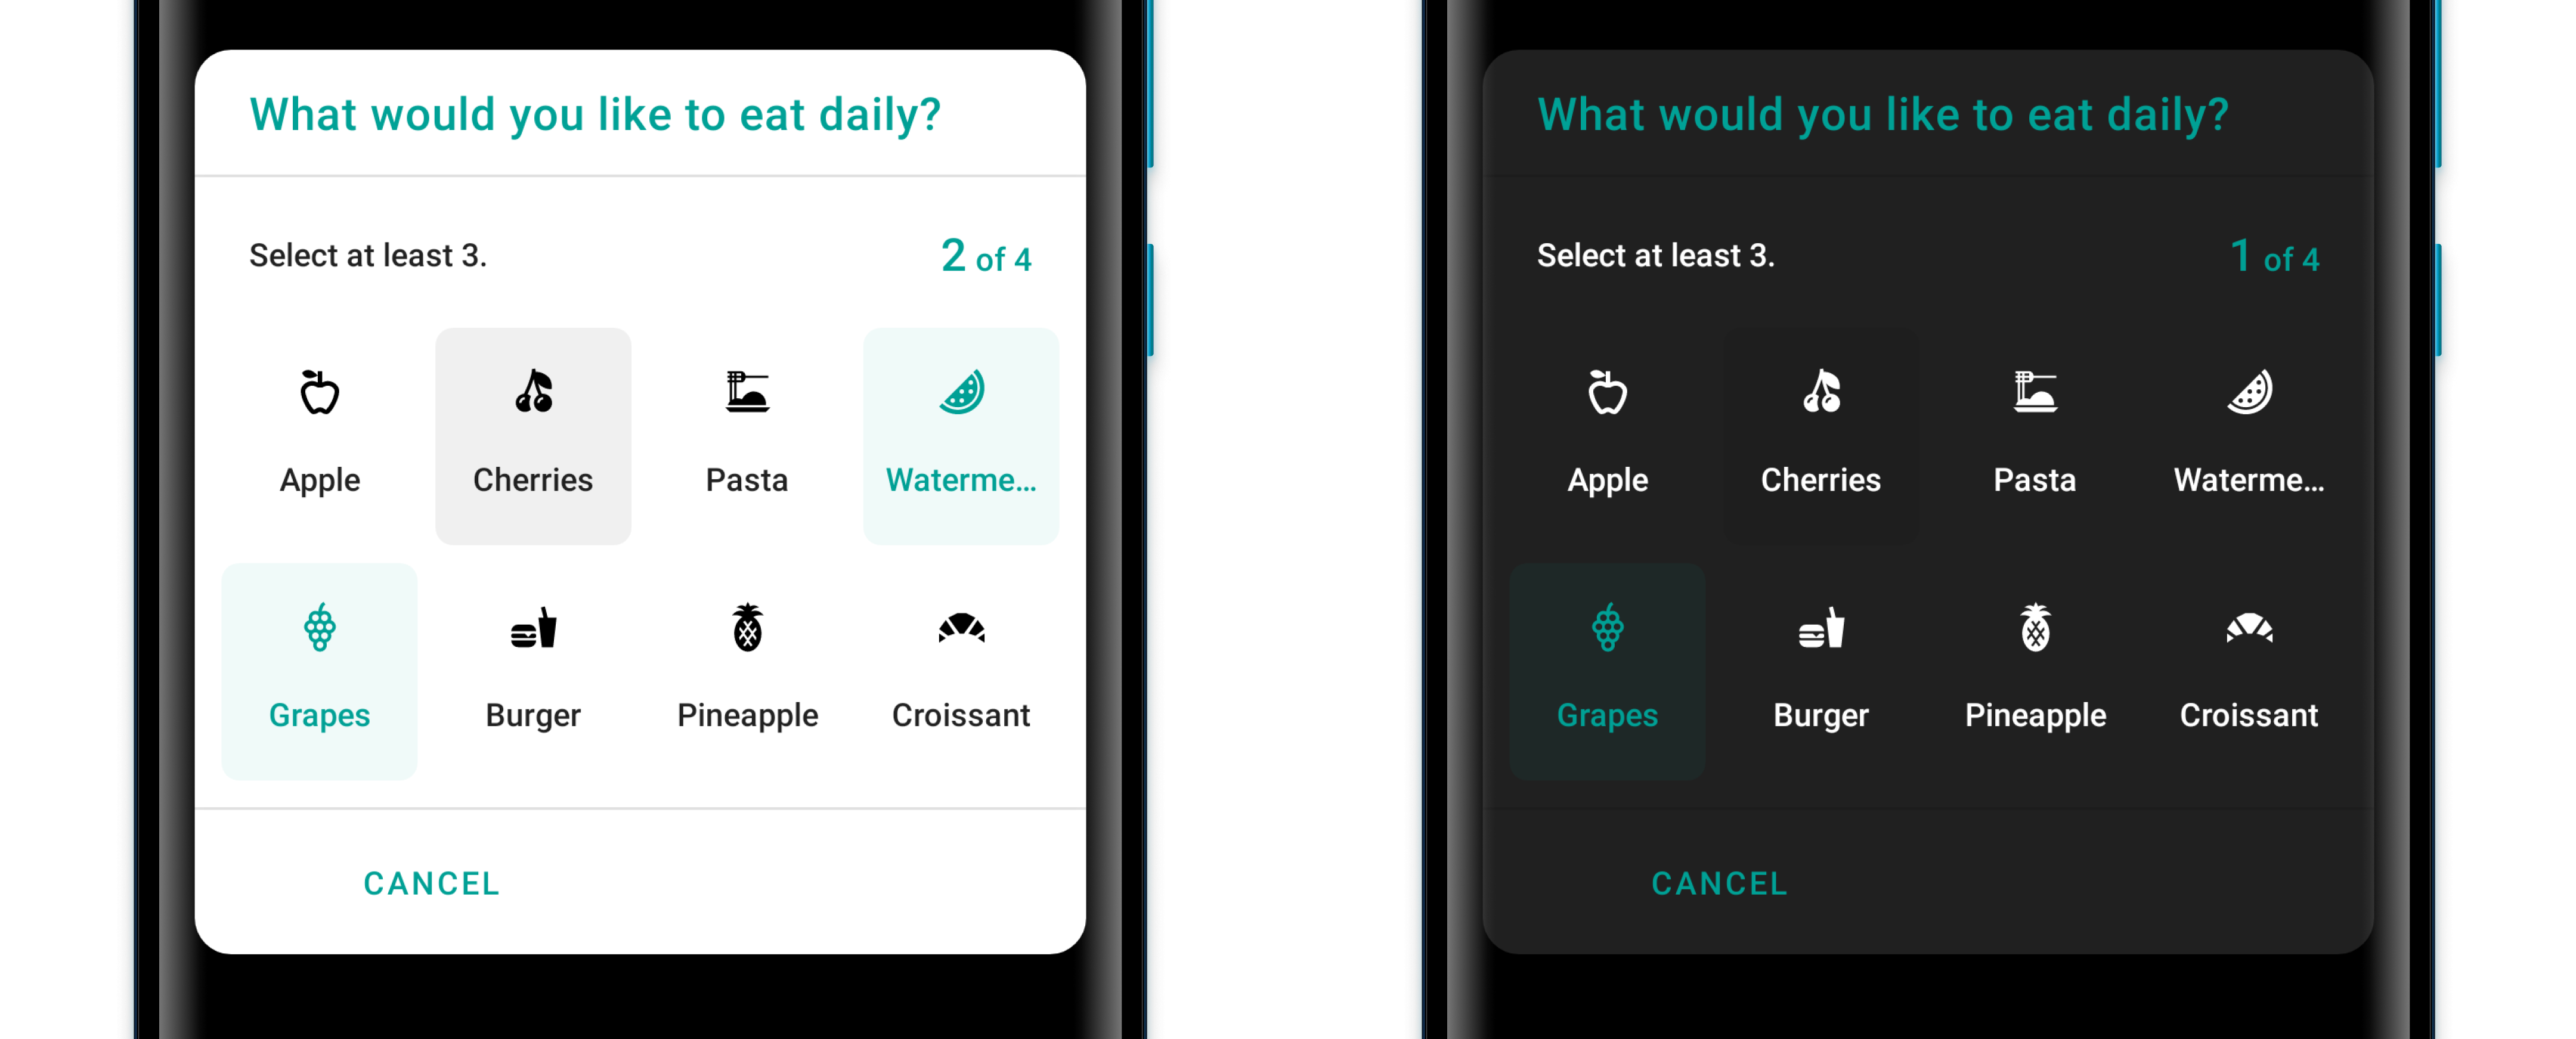 What would you like to eat daily?
Select at least 3.
2 of 4
Apple
Cherries
Pasta
Waterme...
Grapes
Burger
Pineapple
Croissant
CANCEL
What would you like to eat daily?
Select at least 3.
1 of 4
Apple
Cherries
Pasta
Waterme...
Grapes
Burger
Pineapple
Croissant
CANCEL